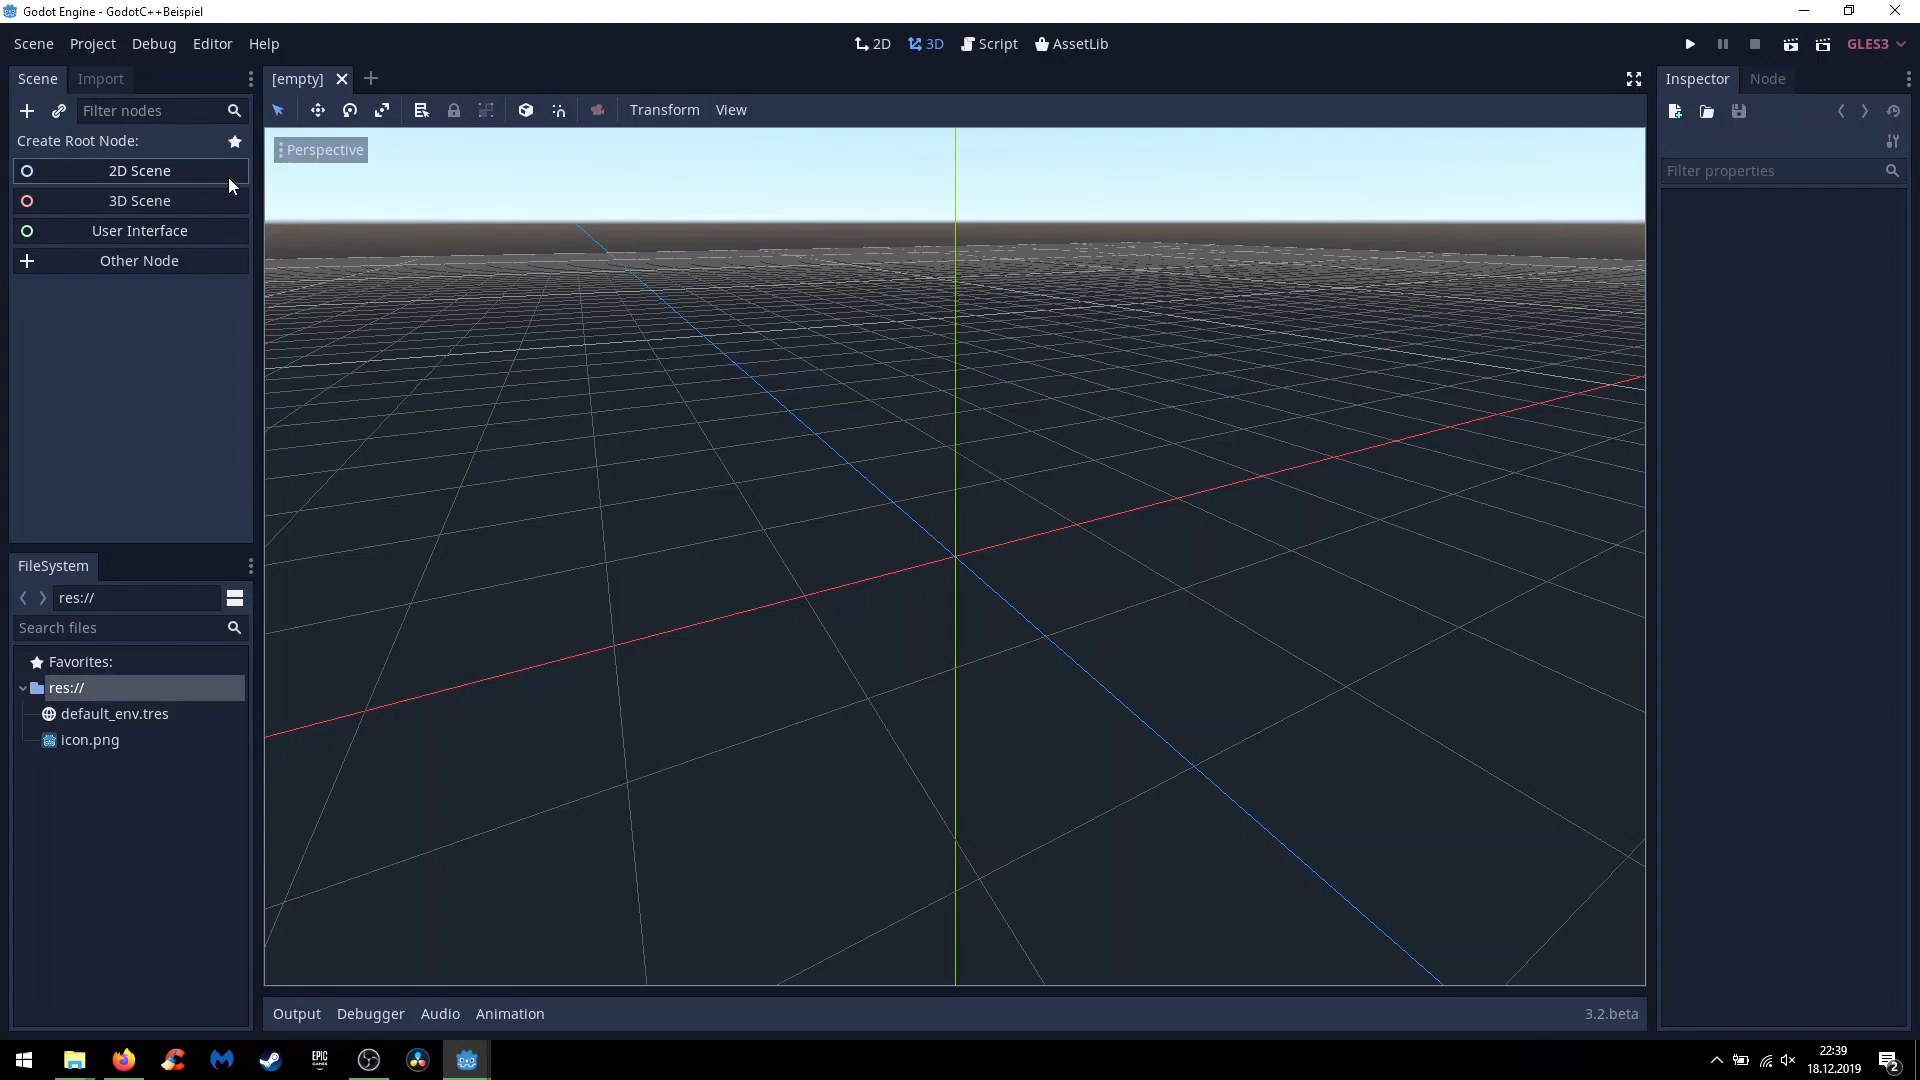 Godot Engine - GodotC++Beispiel
Scene Project Debug Editor Help
2D 3D Script AssetLib
GLES3
Scene Import
[empty]
Inspector Node
Filter nodes
Transform View
Create Root Node:
Perspective
2D Scene
3D Scene
User Interface
Other Node
Filter properties
FileSystem
res://
Search files
Favorites:
res://
default_env.tres
icon.png
Output Debugger Audio Animation
3.2.beta
EPIC
GAMES
22:39
18.12.2019
2